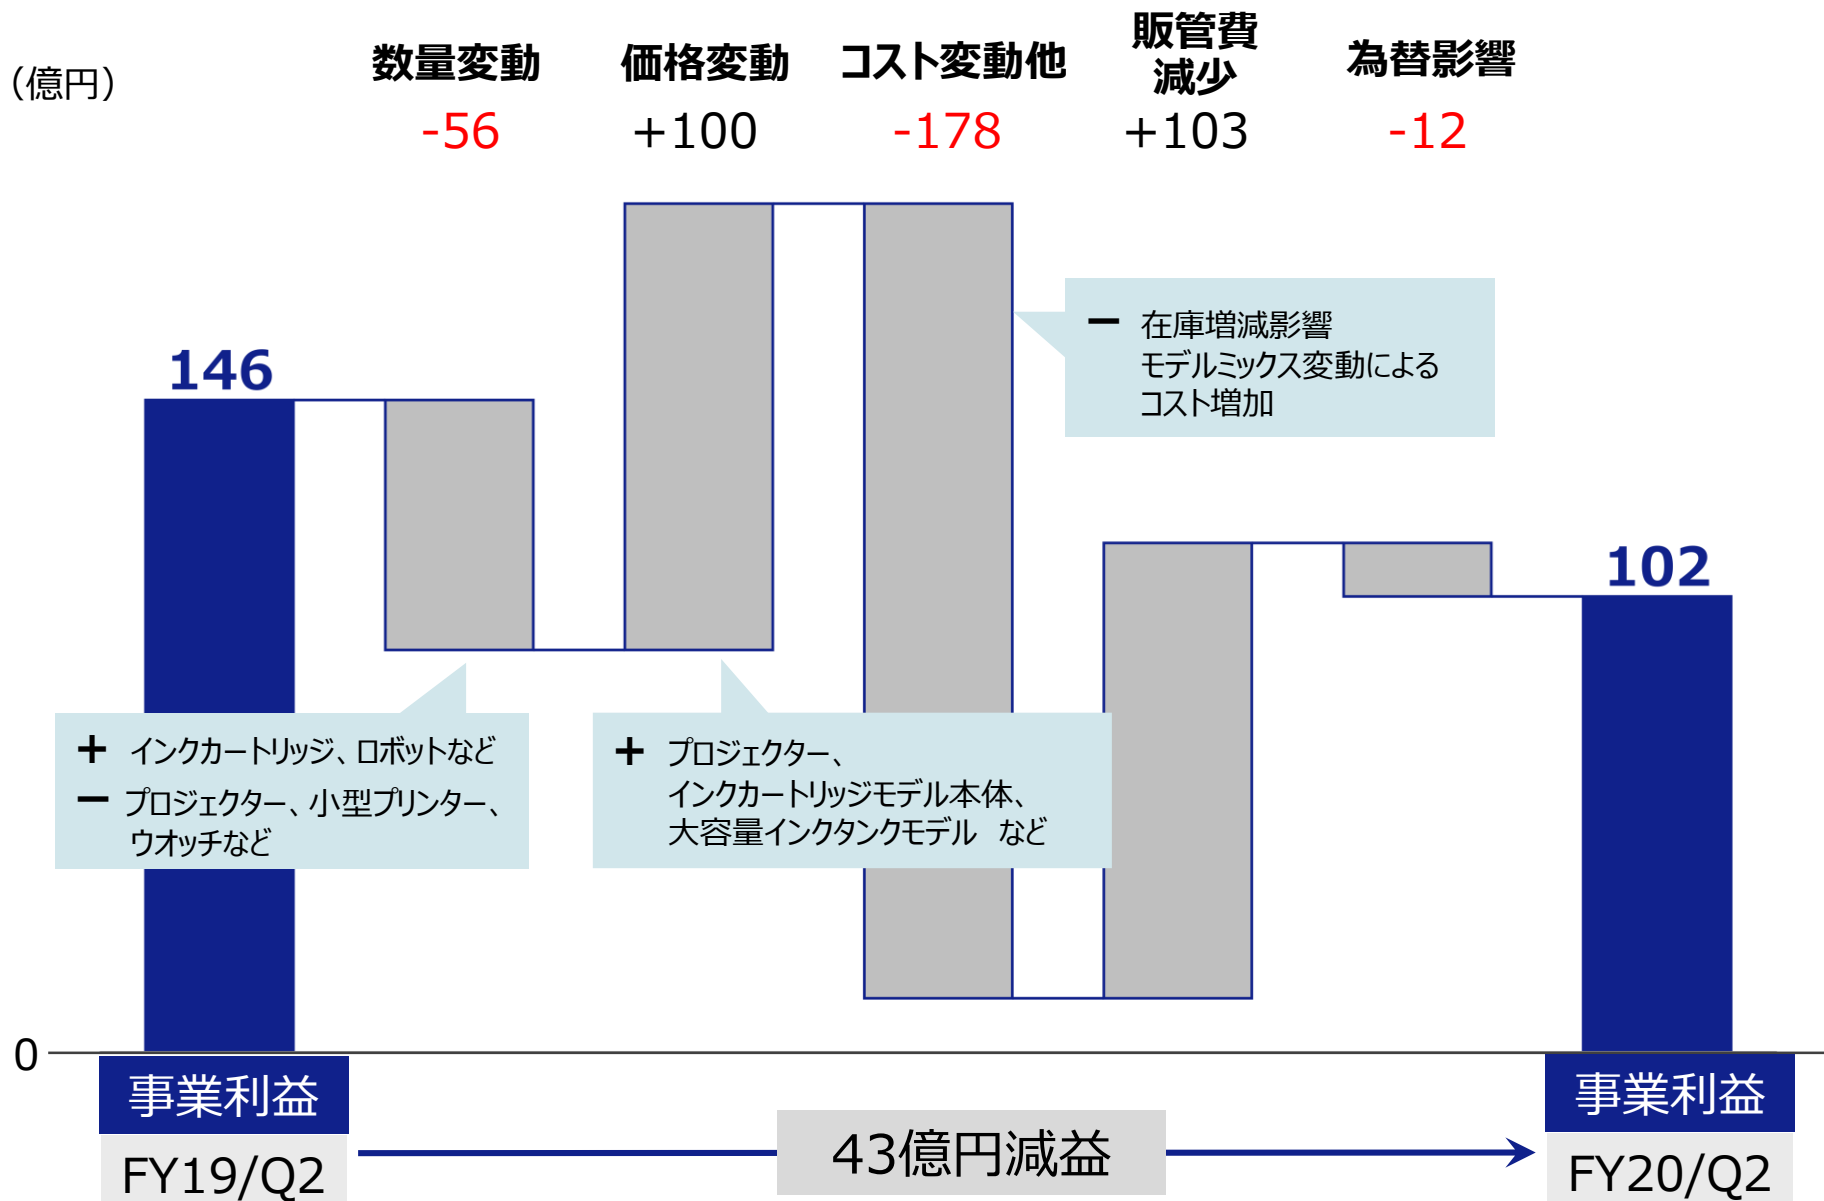 （億円）
数量変動
-56
価格変動
+100
コスト変動他
-178
販管費
減少
+103
為替影響
-12
146
ー 在庫増減影響
モデルミックス変動による
コスト増加
102
+ インクカートリッジ、ロボットなど
ー プロジェクター、小型プリンター、
ウオッチなど
+ プロジェクター、
インクカートリッジモデル本体、
大容量インクタンクモデル など
0
事業利益
FY19/Q2
43億円減益
事業利益
FY20/Q2